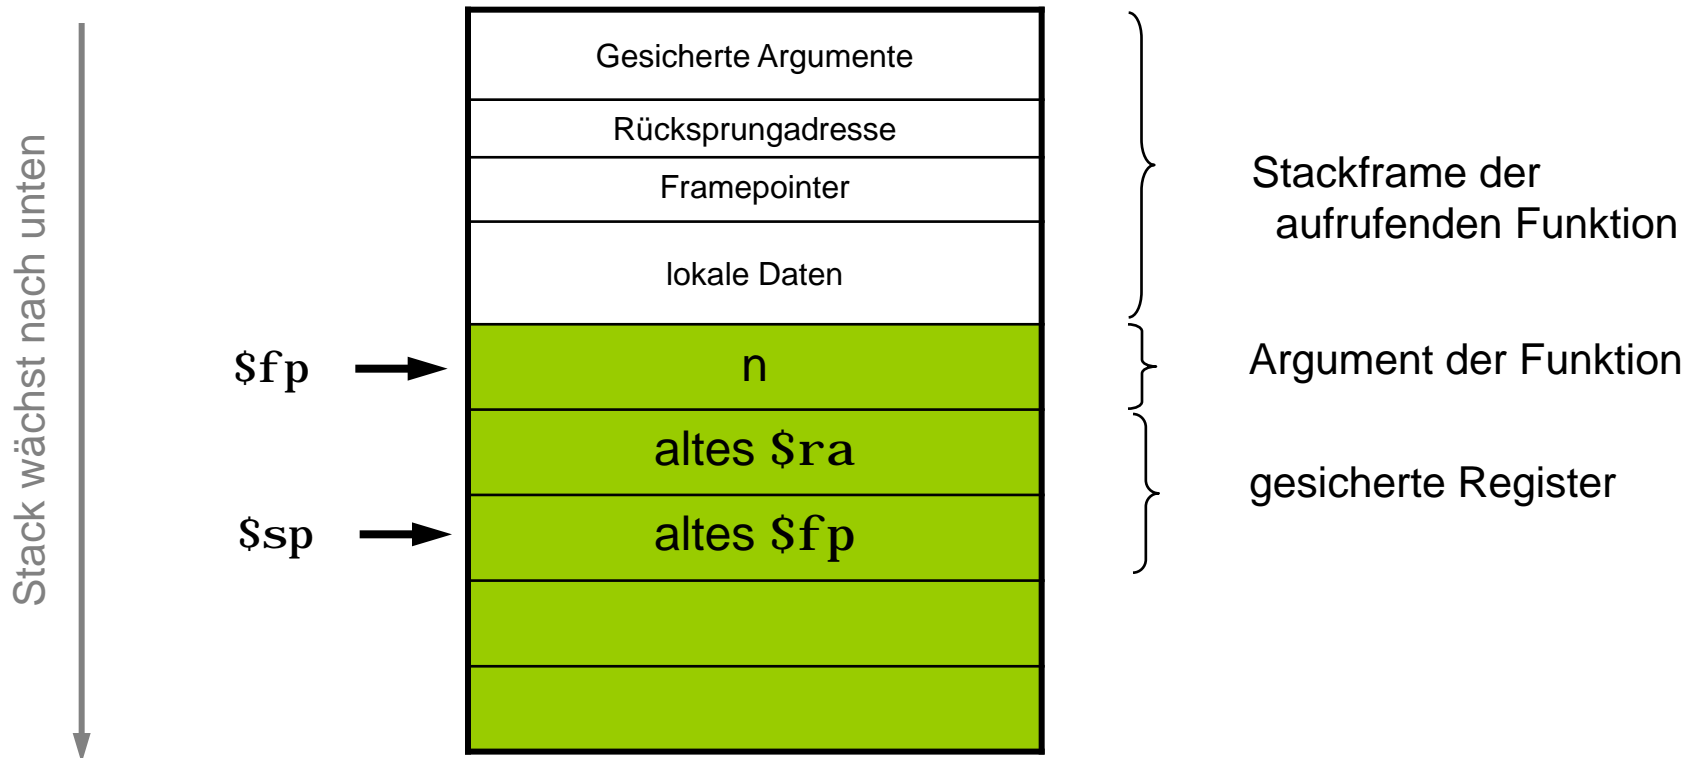 Stack wächst nach unten
Gesicherte Argumente
Rücksprungadresse
Framepointer
lokale Daten
Stackframe der
aufrufenden Funktion
$fp
n
Argument der Funktion
altes $ra
gesicherte Register
$sp
altes $fp